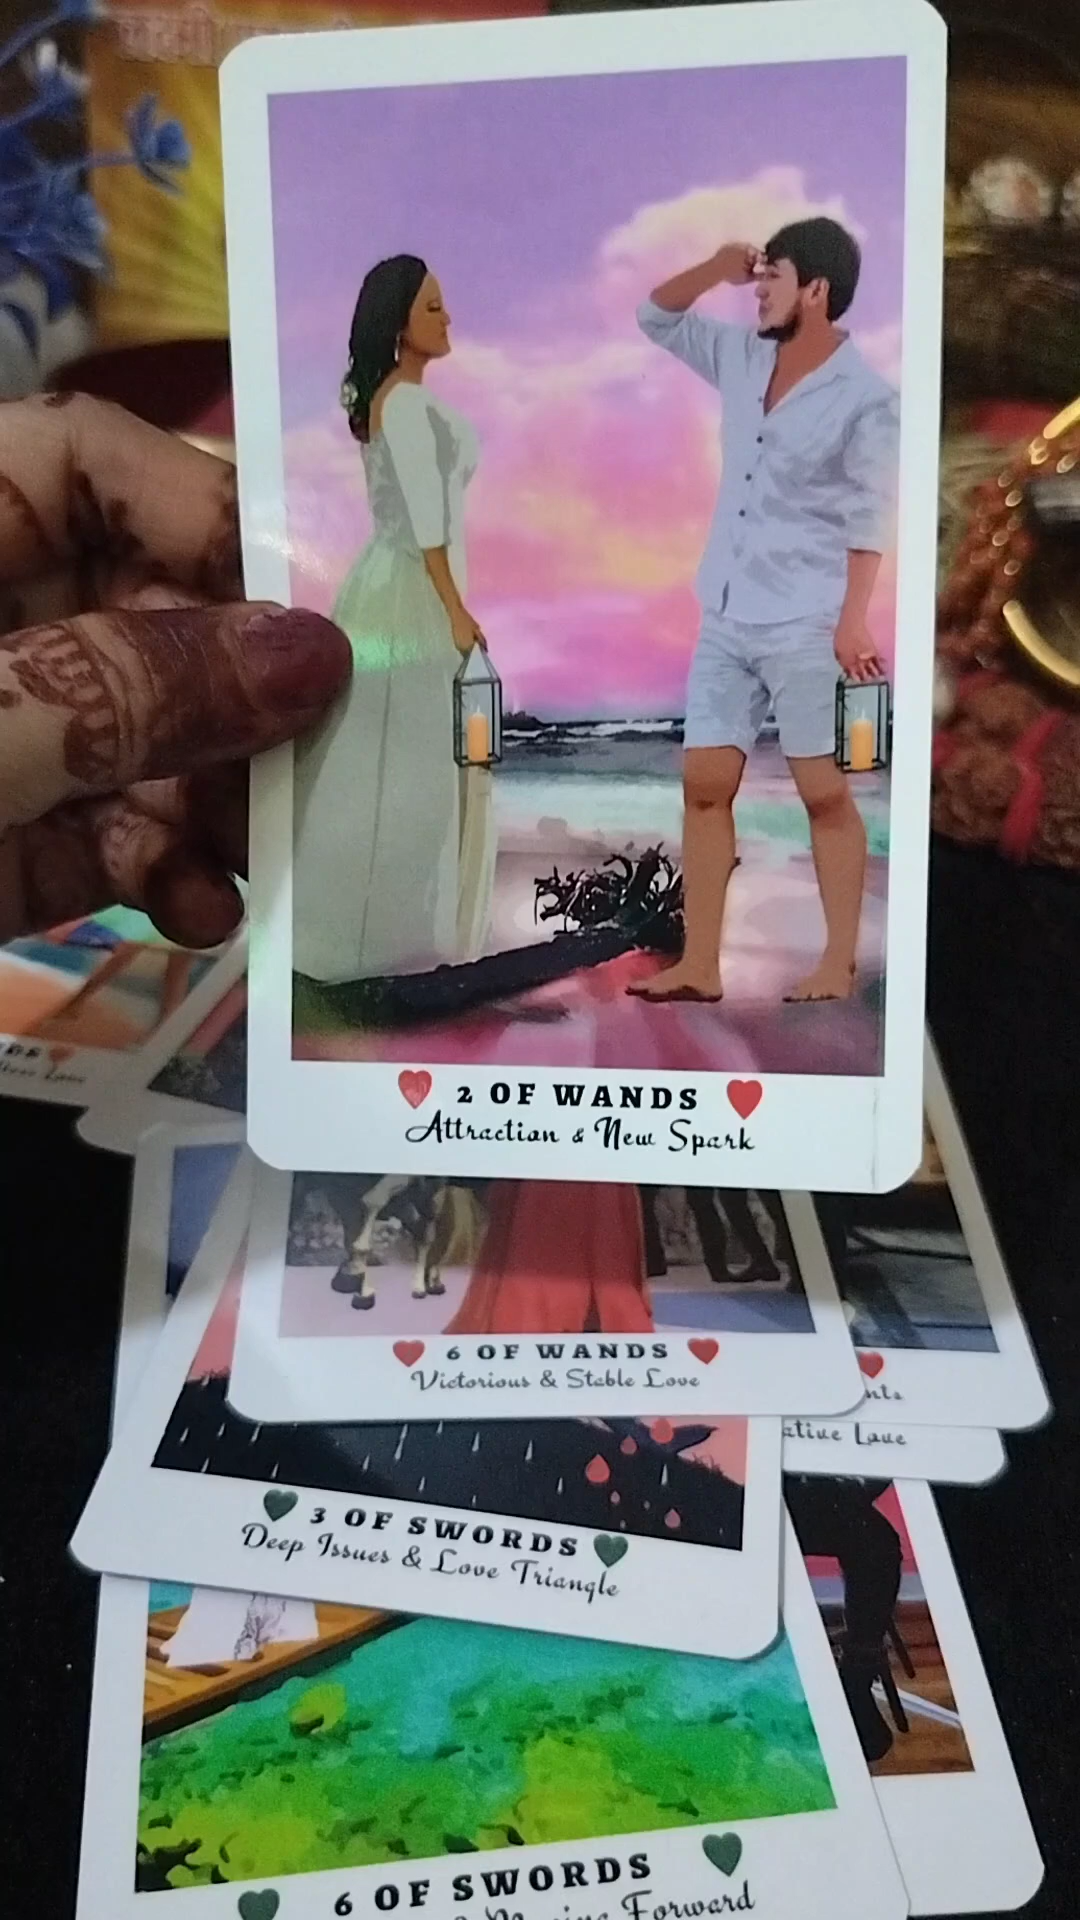 2 OF WANDS
Attraction & New Spark
6 OF WANDS
Victorious & Stable Love
3 OF SWORDS
Deep Issues & Love Triangle
6 OF SWORDS
Forward